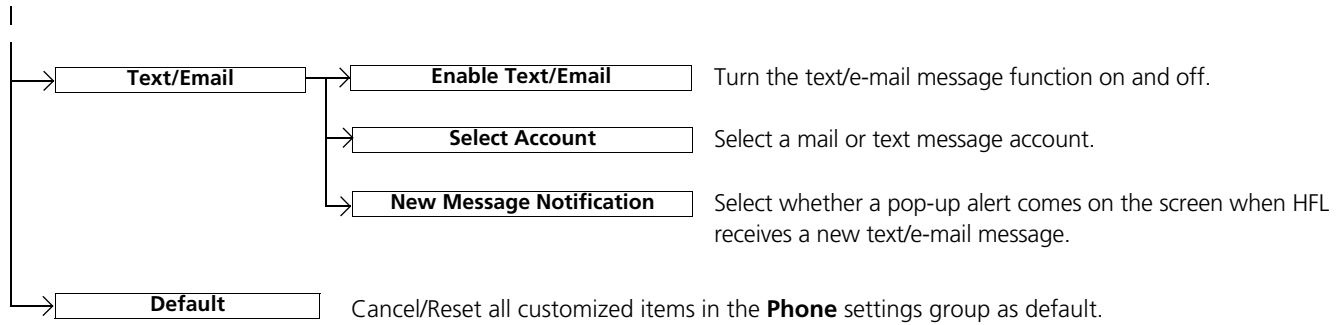 Text/Email
Enable Text/Email
Turn the text/e-mail message function on and off.
Select Account
Select a mail or text message account.
New Message Notification
Select whether a pop-up alert comes on the screen when HFL
receives a new text/e-mail message.
Default
Cancel/Reset all customized items in the Phone settings group as default.